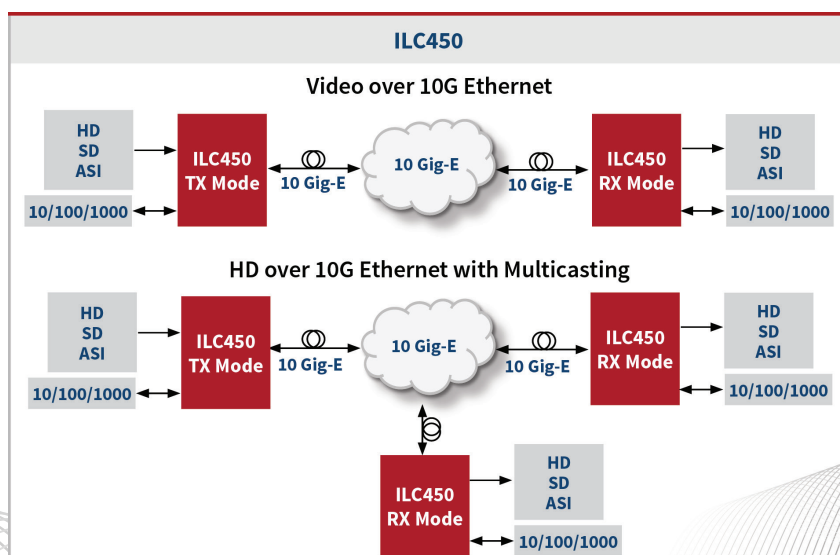 ILC450
Video over 10G Ethernet
HD
SD
ASI
10/100/1000
ILC450
TX Mode
10 Gig-E
10 Gig-E
10 Gig-E
ILC450
RX Mode
HD
SD
ASI
10/100/1000
HD over 10G Ethernet with Multicasting
HD
SD
ASI
10/100/1000
ILC450
TX Mode
10 Gig-E
10 Gig-E
10 Gig-E
ILC450
RX Mode
HD
SD
ASI
10/100/1000
ILC450
RX Mode
HD
SD
ASI
10/100/1000